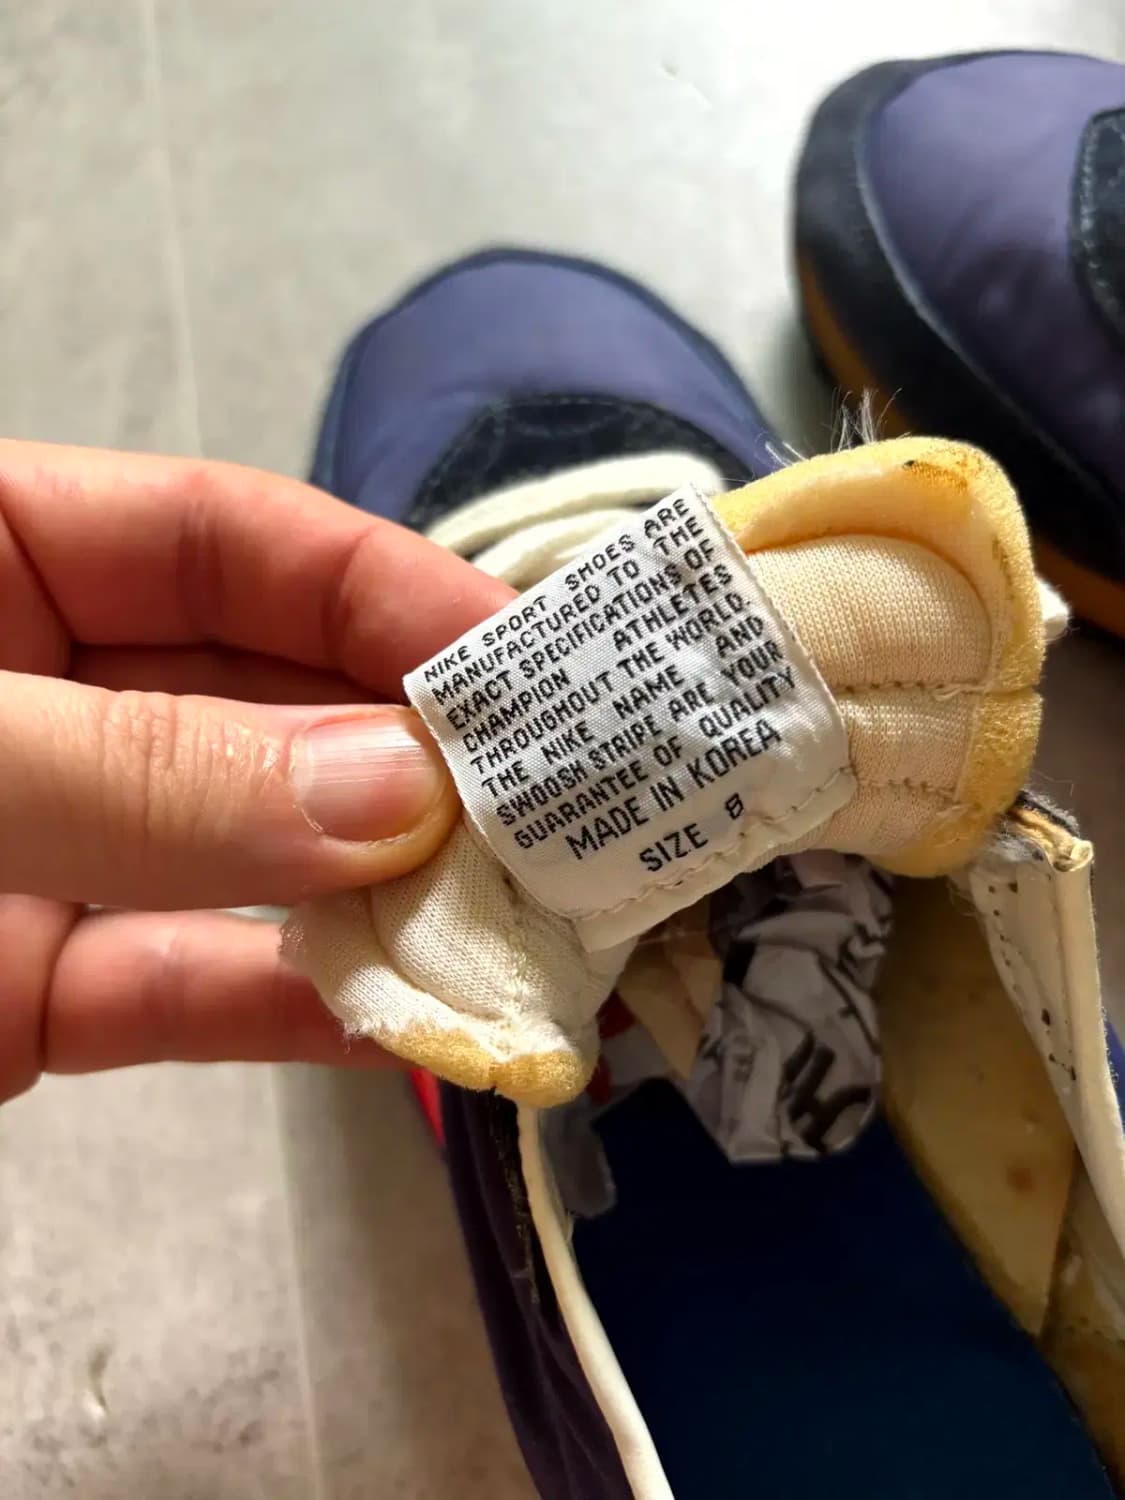 NIKE SPORT SHOES ARE
MANUFACTURED TO THE
EXACT SPECIFICATIONS OF
CHAMPION ATHLETES
THROUGHOUT THE WORLD.
THE NIKE NAME AND
SWOOSH STRIPE ARE YOUR
GUARANTEE OF QUALITY
MADE IN KOREA
SIZE 8